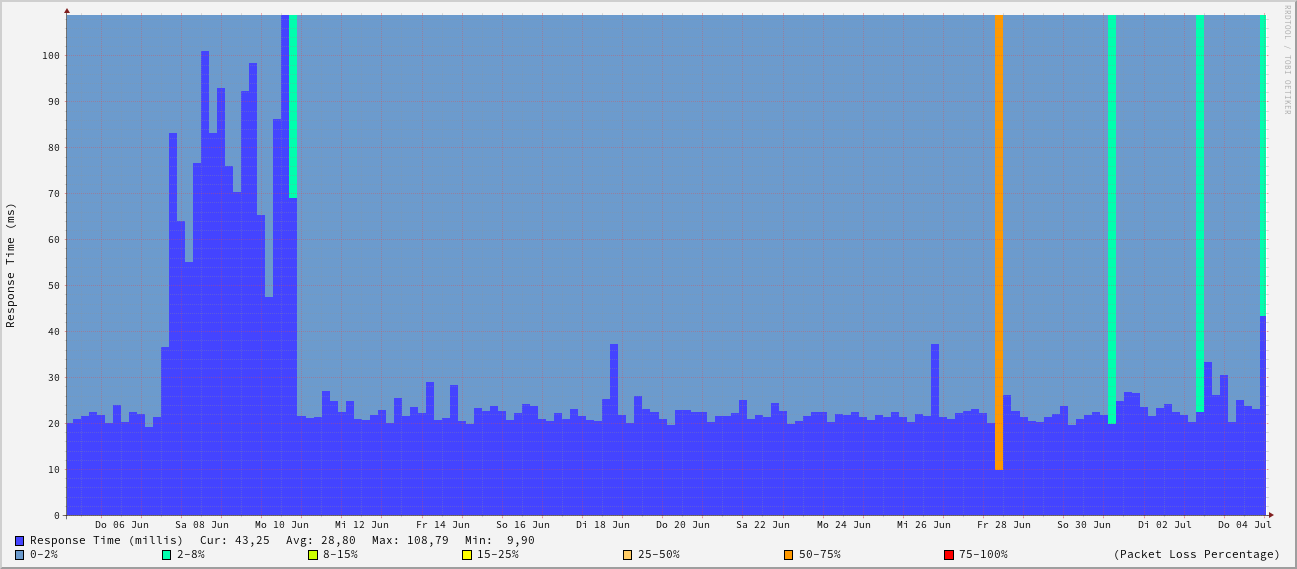 RRDTOOL / TOBI OETIKER
Response Time (ms)
100
90
80
70
60
50
40
30
20
10
0
Do 06 Jun Sa 08 Jun Mo 10 Jun Mi 12 Jun Fr 14 Jun So 16 Jun Di 18 Jun Do 20 Jun Sa 22 Jun Mo 24 Jun Mi 26 Jun Fr 28 Jun So 30 Jun Di 02 Jul Do 04 Jul
Response Time (millis) Cur: 43,25 Avg: 28,80 Max: 108,79 Min: 9,90
0-2% 2-8% 8-15% 15-25% 25-50% 50-75% 75-100% (Packet Loss Percentage)